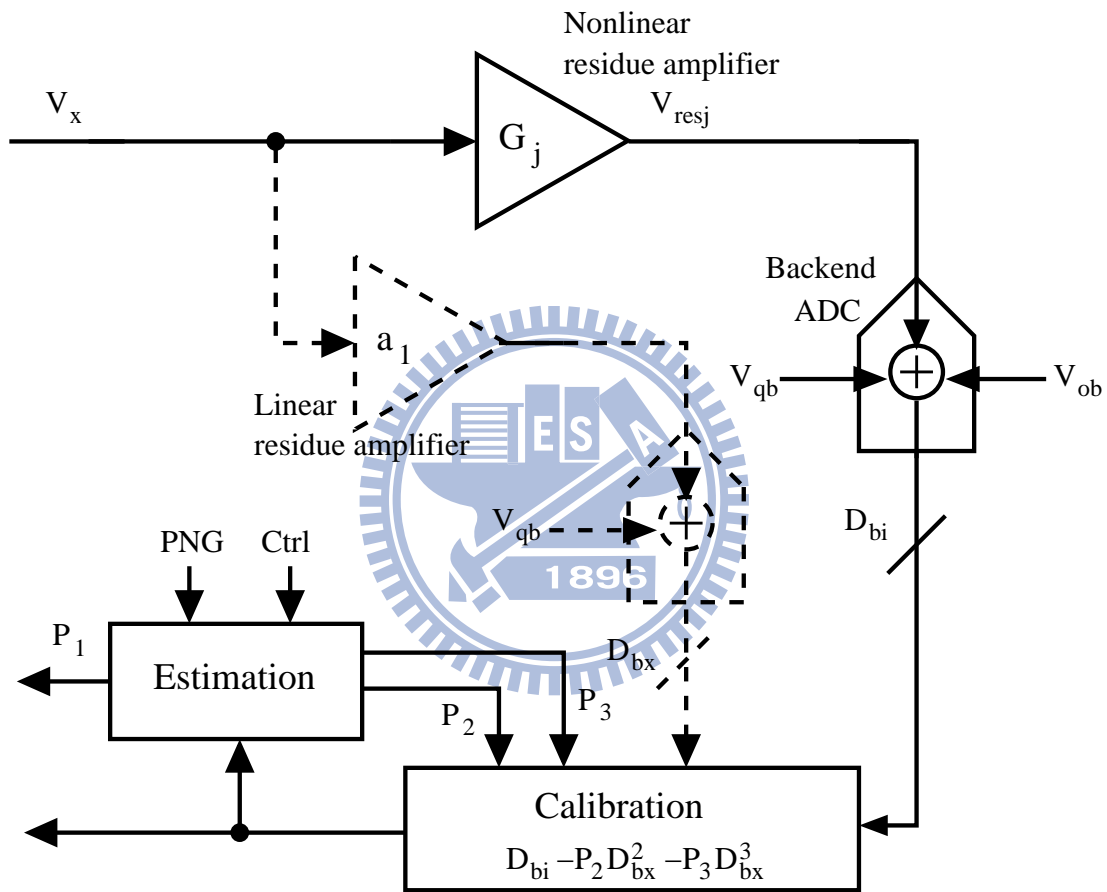 Nonlinear
residue amplifier
V_x
V_resj
G_j
Backend
ADC
a_1
V_qb
V_ob
Linear
residue amplifier
E S A
V_qb
D_bi
PNG Ctrl
1896
P_1
D_bx
Estimation
P_2
P_3
Calibration
D_bi –P_2 D_bx^2 –P_3 D_bx^3